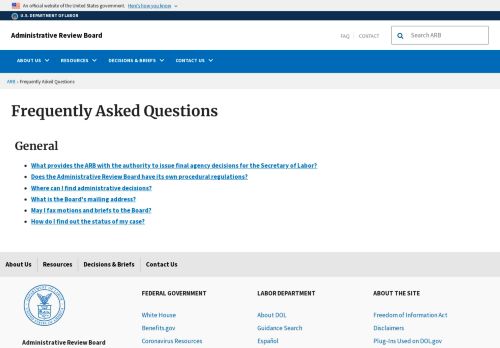 An official website of the United States government. Here's how you know
U.S. DEPARTMENT OF LABOR
Administrative Review Board
FAQ CONTACT
Search ARB
ABOUT US RESOURCES DECISIONS & BRIEFS CONTACT US
ARB › Frequently Asked Questions
Frequently Asked Questions
General
What provides the ARB with the authority to issue final agency decisions for the Secretary of Labor?
Does the Administrative Review Board have its own procedural regulations?
Where can I find administrative decisions?
What is the Board's mailing address?
May I fax motions and briefs to the Board?
How do I find out the status of my case?
About Us Resources Decisions & Briefs Contact Us
FEDERAL GOVERNMENT LABOR DEPARTMENT ABOUT THE SITE
White House About DOL Freedom of Information Act
Benefits.gov Guidance Search Disclaimers
Coronavirus Resources Español Plug-Ins Used on DOL.gov
Administrative Review Board